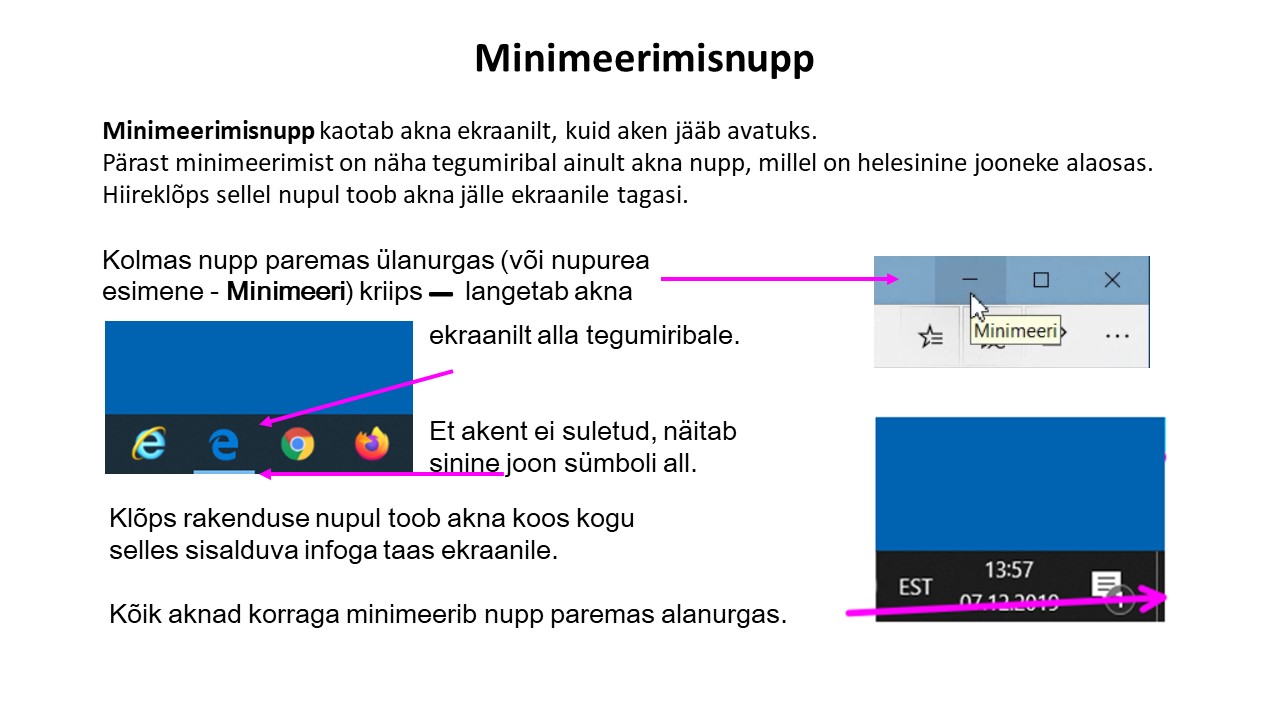 Minimeerimisnupp
Minimeerimisnupp kaotab akna ekraanilt, kuid aken jääb avatuks.
Pärast minimeerimist on näha tegumiribal ainult akna nupp, millel on helesinine jooneke alaosas.
Hiireklõps sellel nupul toob akna jälle ekraanile tagasi.
Kolmas nupp paremas ülanurgas (või nupurea
esimene - Minimeeri) kriips – langetab akna
ekraanilt alla tegumiribale.
Minimeeri
Et akent ei suletud, näitab
sinine joon sümboli all.
Klõps rakenduse nupul toob akna koos kogu
selles sisalduva infoga taas ekraanile.
Kõik aknad korraga minimeerib nupp paremas alanurgas.
13:57
EST
07.12.2019
1